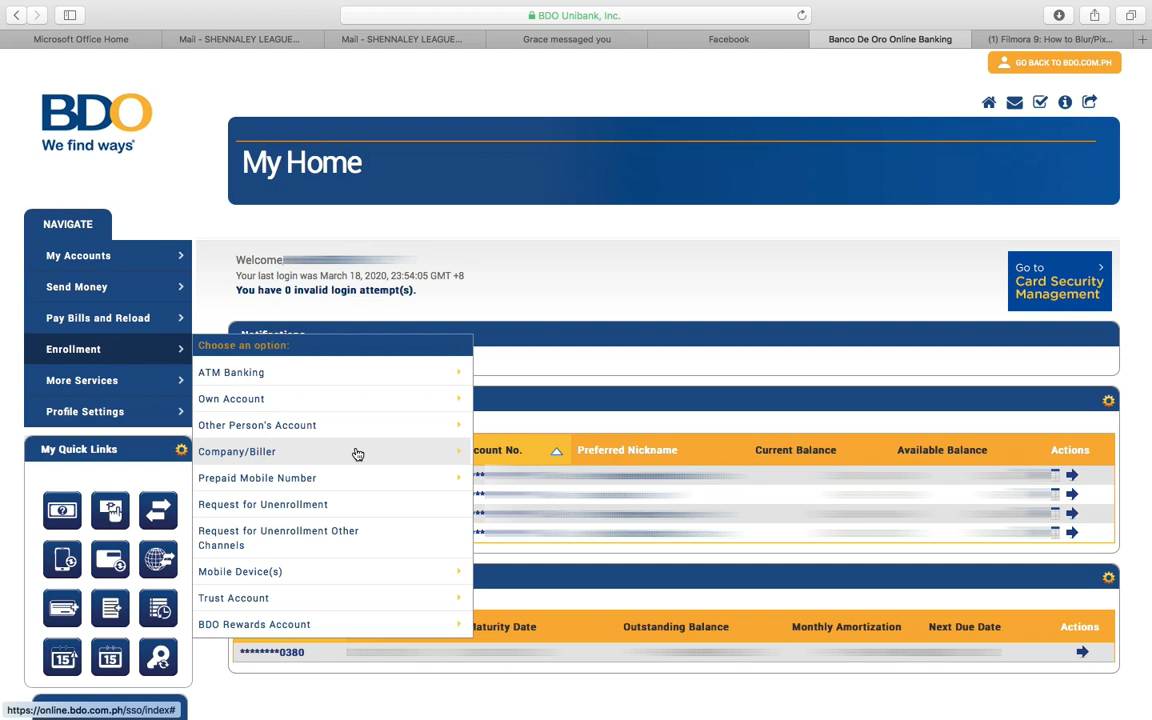 BDO Unibank, Inc.
Microsoft Office Home
Mail - SHENNALEY LEAGUE...
Mail - SHENNALEY LEAGUE...
Grace messaged you
Facebook
Banco De Oro Online Banking
(1) Filmora 9: How to Blur/Pix...
GO BACK TO BDO.COM.PH
BDO
We find ways®
My Home
NAVIGATE
My Accounts
Send Money
Pay Bills and Reload
Enrollment
More Services
Profile Settings
Welcome
Your last login was March 18, 2020, 23:54:05 GMT +8
You have 0 invalid login attempt(s).
Go to
Card Security
Management
Notifications
Choose an option:
ATM Banking
Own Account
Other Person's Account
Company/Biller
Prepaid Mobile Number
Request for Unenrollment
Request for Unenrollment Other
Channels
Mobile Device(s)
Trust Account
BDO Rewards Account
count No.
Preferred Nickname
Current Balance
Available Balance
Actions
**
**
**
**
Maturity Date
Outstanding Balance
Monthly Amortization
Next Due Date
Actions
********0380
My Quick Links
15
15
https://online.bdo.com.ph/sso/index#